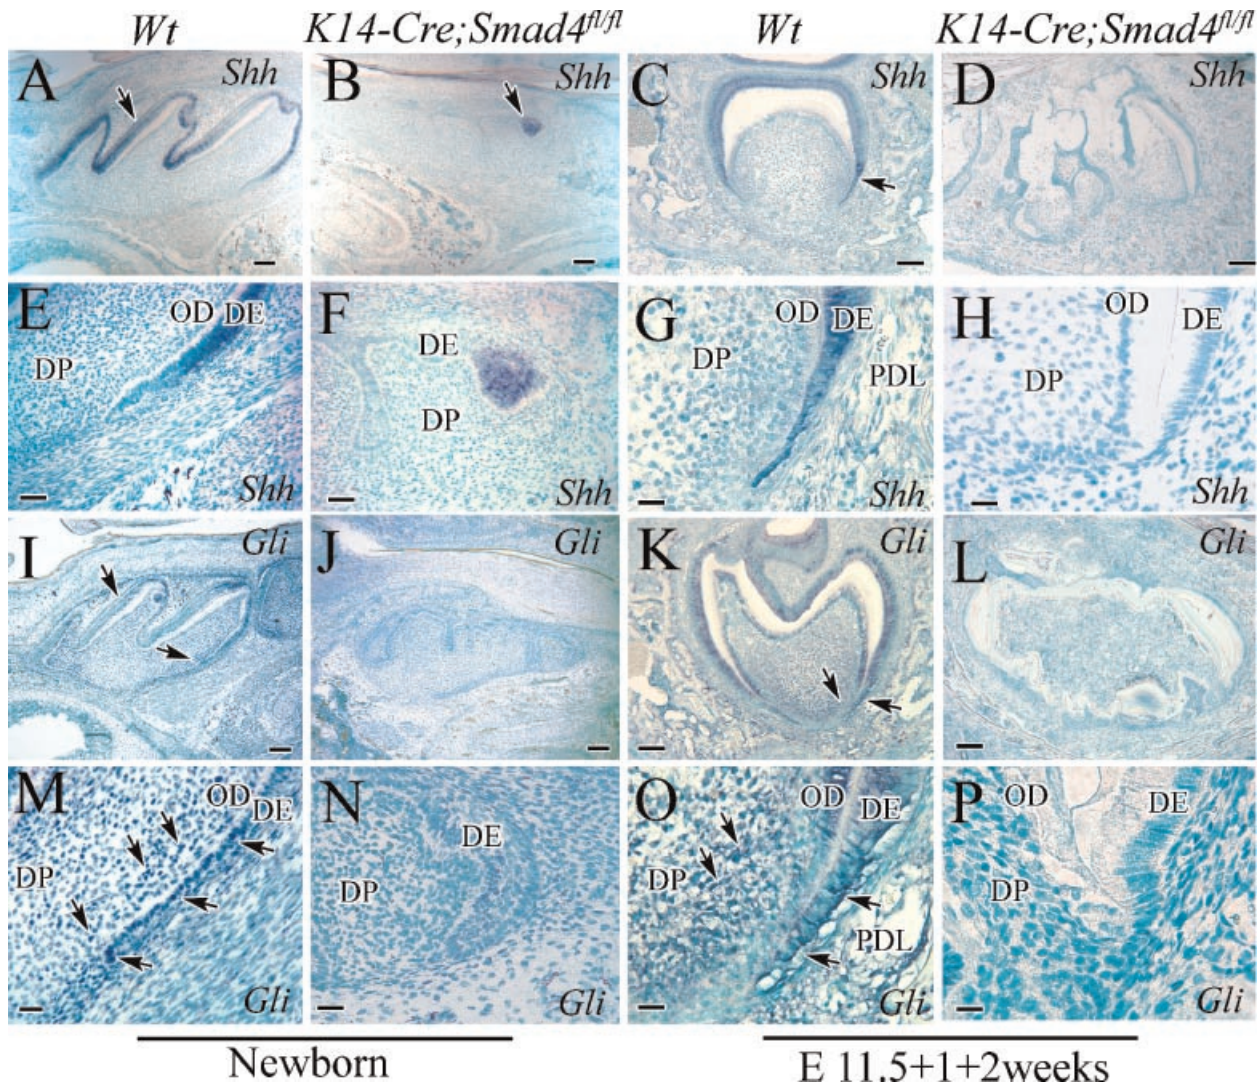 Wt K14-Cre;Smad4fl/fl Wt K14-Cre;Smad4fl/fl
A Shh B Shh C Shh D Shh
E OD DE DP Shh
F DE DP Shh
G OD DE DP PDL Shh
H OD DE DP Shh
I Gli J Gli K Gli L Gli
M OD DE DP Gli
N DE DP Gli
O OD DE DP PDL Gli
P OD DE DP Gli
Newborn E 11.5+1+2weeks